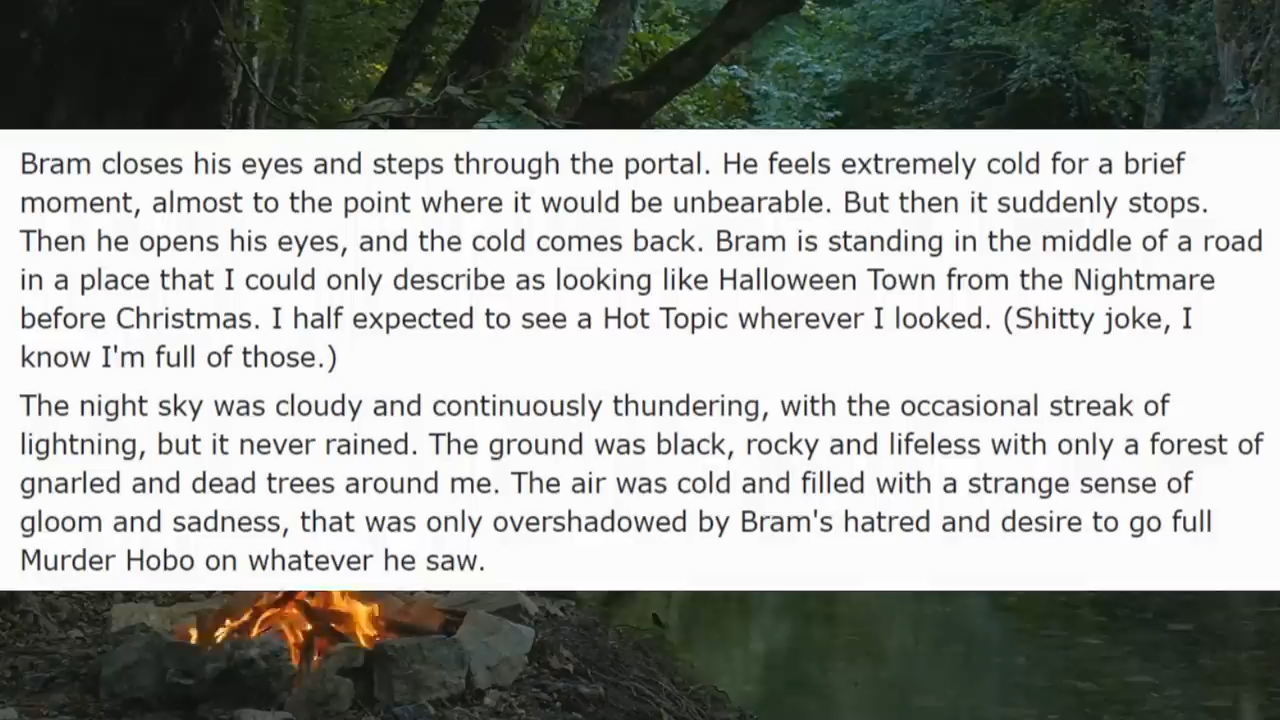 Bram closes his eyes and steps through the portal. He feels extremely cold for a brief
moment, almost to the point where it would be unbearable. But then it suddenly stops.
Then he opens his eyes, and the cold comes back. Bram is standing in the middle of a road
in a place that I could only describe as looking like Halloween Town from the Nightmare
before Christmas. I half expected to see a Hot Topic wherever I looked. (Shitty joke, I
know I'm full of those.)
The night sky was cloudy and continuously thundering, with the occasional streak of
lightning, but it never rained. The ground was black, rocky and lifeless with only a forest of
gnarled and dead trees around me. The air was cold and filled with a strange sense of
gloom and sadness, that was only overshadowed by Bram's hatred and desire to go full
Murder Hobo on whatever he saw.